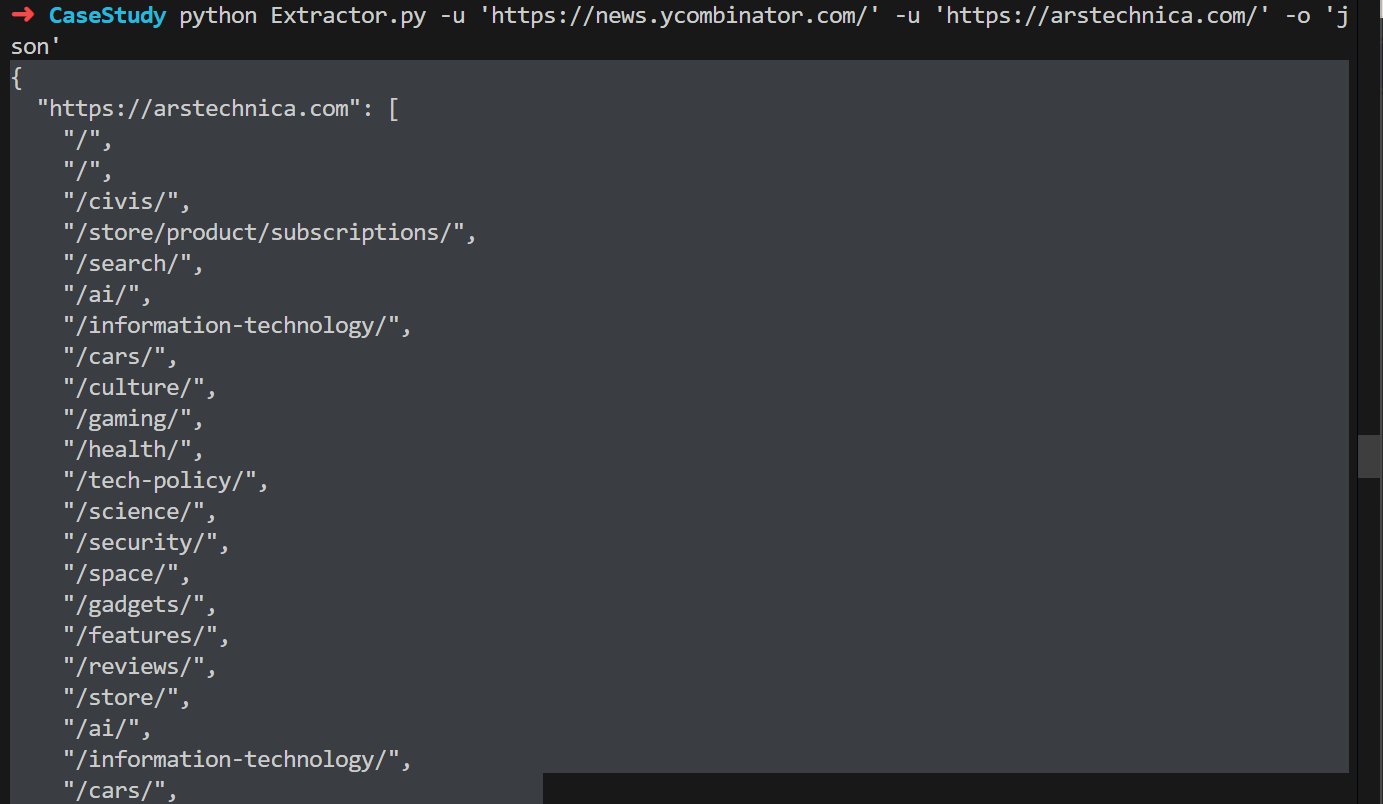 ➜ CaseStudy python Extractor.py -u 'https://news.ycombinator.com/' -u 'https://arstechnica.com/' -o 'j
son'
{
  "https://arstechnica.com": [
    "/",
    "/",
    "/civis/",
    "/store/product/subscriptions/",
    "/search/",
    "/ai/",
    "/information-technology/",
    "/cars/",
    "/culture/",
    "/gaming/",
    "/health/",
    "/tech-policy/",
    "/science/",
    "/security/",
    "/space/",
    "/gadgets/",
    "/features/",
    "/reviews/",
    "/store/",
    "/ai/",
    "/information-technology/",
    "/cars/",